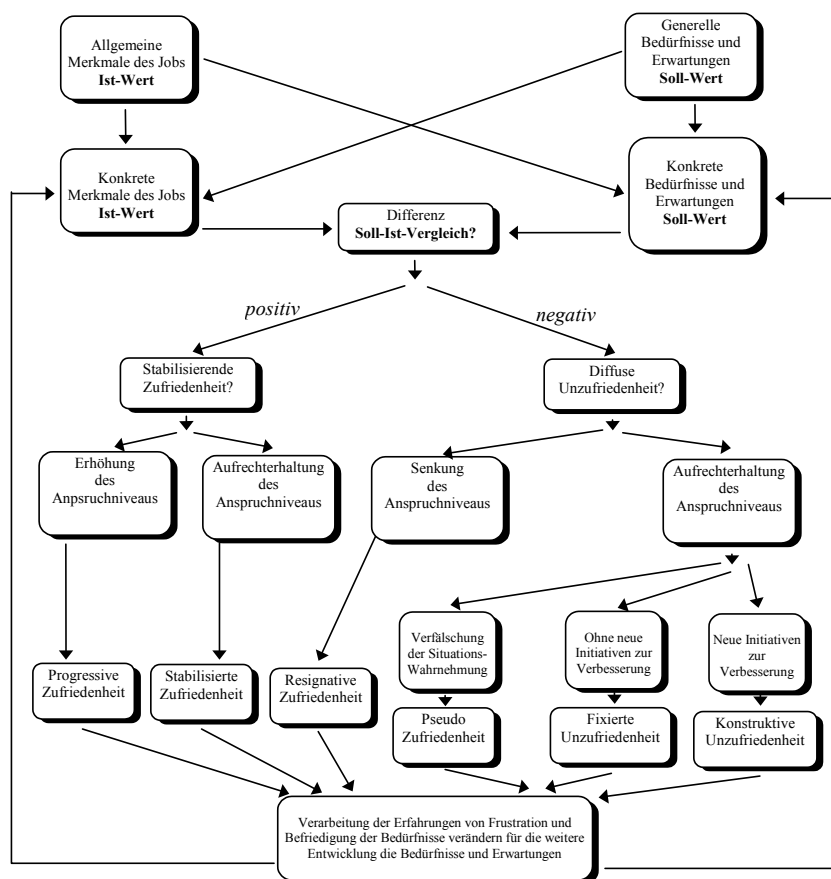 Allgemeine
Merkmale des Jobs
Ist-Wert
Generelle
Bedürfnisse und
Erwartungen
Soll-Wert
Konkrete
Merkmale des Jobs
Ist-Wert
Konkrete
Bedürfnisse und
Erwartungen
Soll-Wert
Differenz
Soll-Ist-Vergleich?
positiv
negativ
Stabilisierende
Zufriedenheit?
Diffuse
Unzufriedenheit?
Erhöhung
des
Anpsruchniveaus
Aufrechterhaltung
des
Anspruchniveaus
Senkung
des
Anspruchniveaus
Aufrechterhaltung
des
Anspruchniveaus
Verfälschung
der Situations-
Wahrnehmung
Ohne neue
Initiativen zur
Verbesserung
Neue Initiativen
zur
Verbesserung
Progressive
Zufriedenheit
Stabilisierte
Zufriedenheit
Resignative
Zufriedenheit
Pseudo
Zufriedenheit
Fixierte
Unzufriedenheit
Konstruktive
Unzufriedenheit
Verarbeitung der Erfahrungen von Frustration und
Befriedigung der Bedürfnisse verändern für die weitere
Entwicklung die Bedürfnisse und Erwartungen